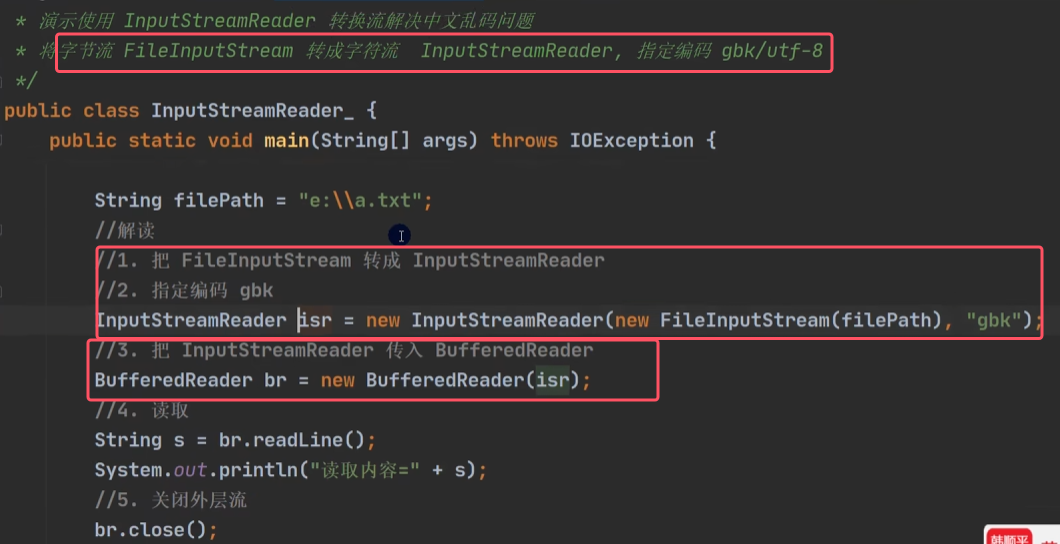 * 演示使用 InputStreamReader 转换流解决中文乱码问题
* 将字节流 FileInputStream 转成字符流  InputStreamReader, 指定编码 gbk/utf-8
*/
public class InputStreamReader_ {
public static void main(String[] args) throws IOException {
String filePath = "e:\\a.txt";
//解读
//1. 把 FileInputStream 转成 InputStreamReader
//2. 指定编码 gbk
InputStreamReader isr = new InputStreamReader(new FileInputStream(filePath), "gbk");
//3. 把 InputStreamReader 传入 BufferedReader
BufferedReader br = new BufferedReader(isr);
//4. 读取
String s = br.readLine();
System.out.println("读取内容=" + s);
//5. 关闭外层流
br.close();
韩顺平